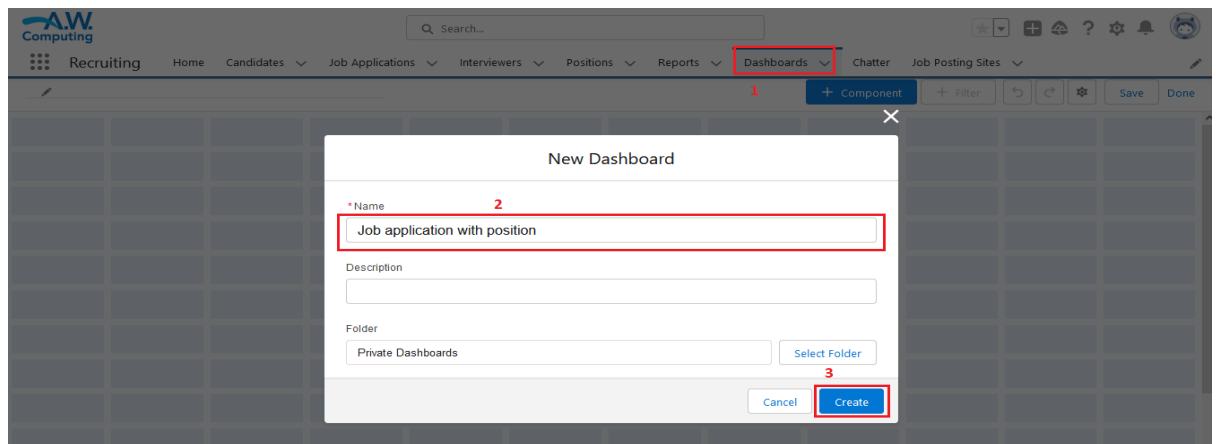 A.W.
Computing
Search...
Recruiting Home Candidates Job Applications Interviewers Positions Reports Dashboards Chatter Job Posting Sites
1
+ Component + Filter Save Done
New Dashboard
*Name
2
Job application with position
Description
Folder
Private Dashboards Select Folder
3
Cancel Create